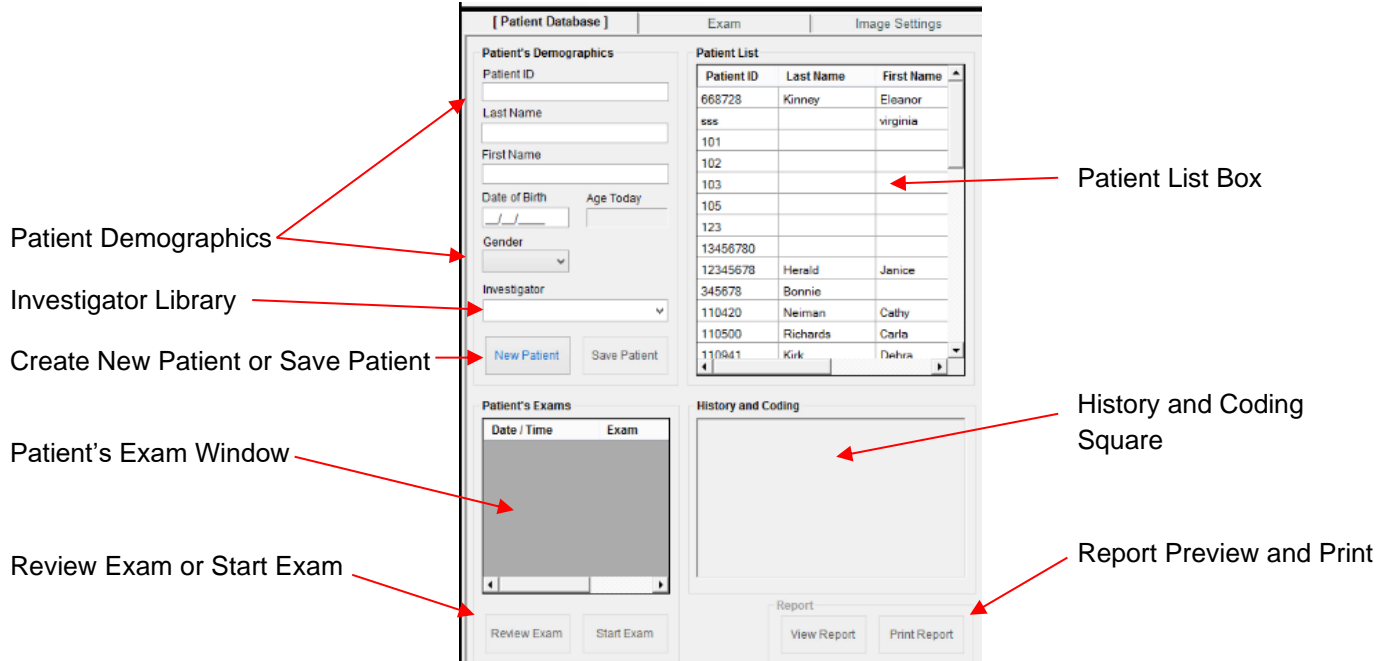 [ Patient Database ]
Exam
Image Settings
Patient's Demographics
Patient ID
Last Name
First Name
Date of Birth
Age Today
__/__/____
Gender
Investigator
New Patient
Save Patient
Patient List
Patient ID Last Name First Name
668728 Kinney Eleanor
sss virginia
101
102
103
105
123
13456780
12345678 Herald Janice
345678 Bonnie
110420 Neiman Cathy
110500 Richards Carla
110941 Kirk Debra
Patient's Exams
Date / Time Exam
Review Exam
Start Exam
History and Coding
Report
View Report
Print Report
Patient Demographics
Investigator Library
Create New Patient or Save Patient
Patient’s Exam Window
Review Exam or Start Exam
Patient List Box
History and Coding
Square
Report Preview and Print